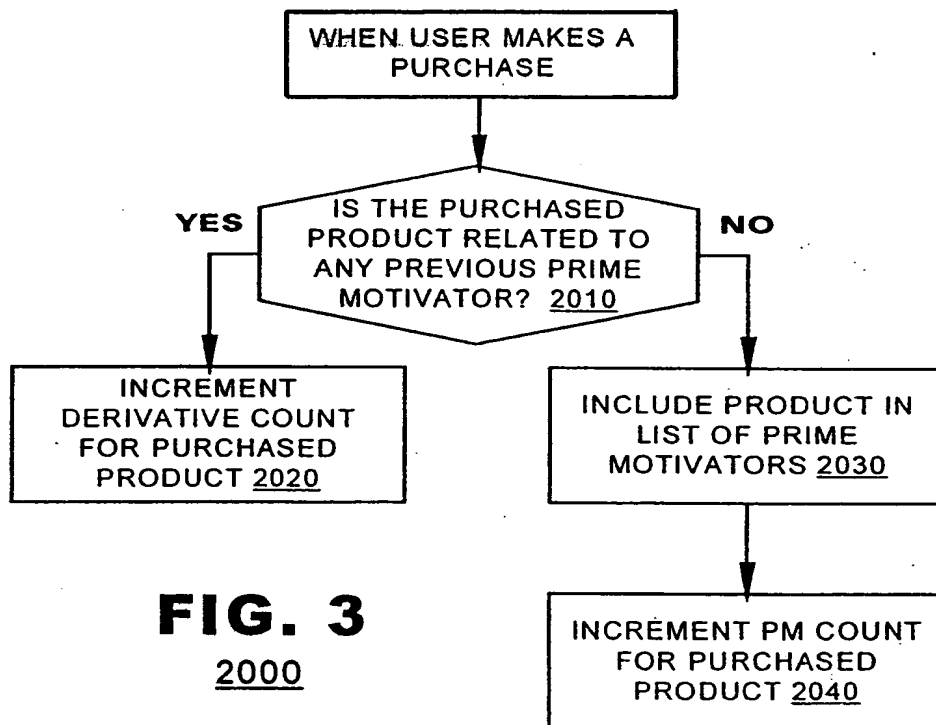 WHEN USER MAKES A
PURCHASE
IS THE PURCHASED
PRODUCT RELATED TO
ANY PREVIOUS PRIME
MOTIVATOR? 2010
YES
NO
INCREMENT
DERIVATIVE COUNT
FOR PURCHASED
PRODUCT 2020
INCLUDE PRODUCT IN
LIST OF PRIME
MOTIVATORS 2030
INCREMENT PM COUNT
FOR PURCHASED
PRODUCT 2040
FIG. 3
2000